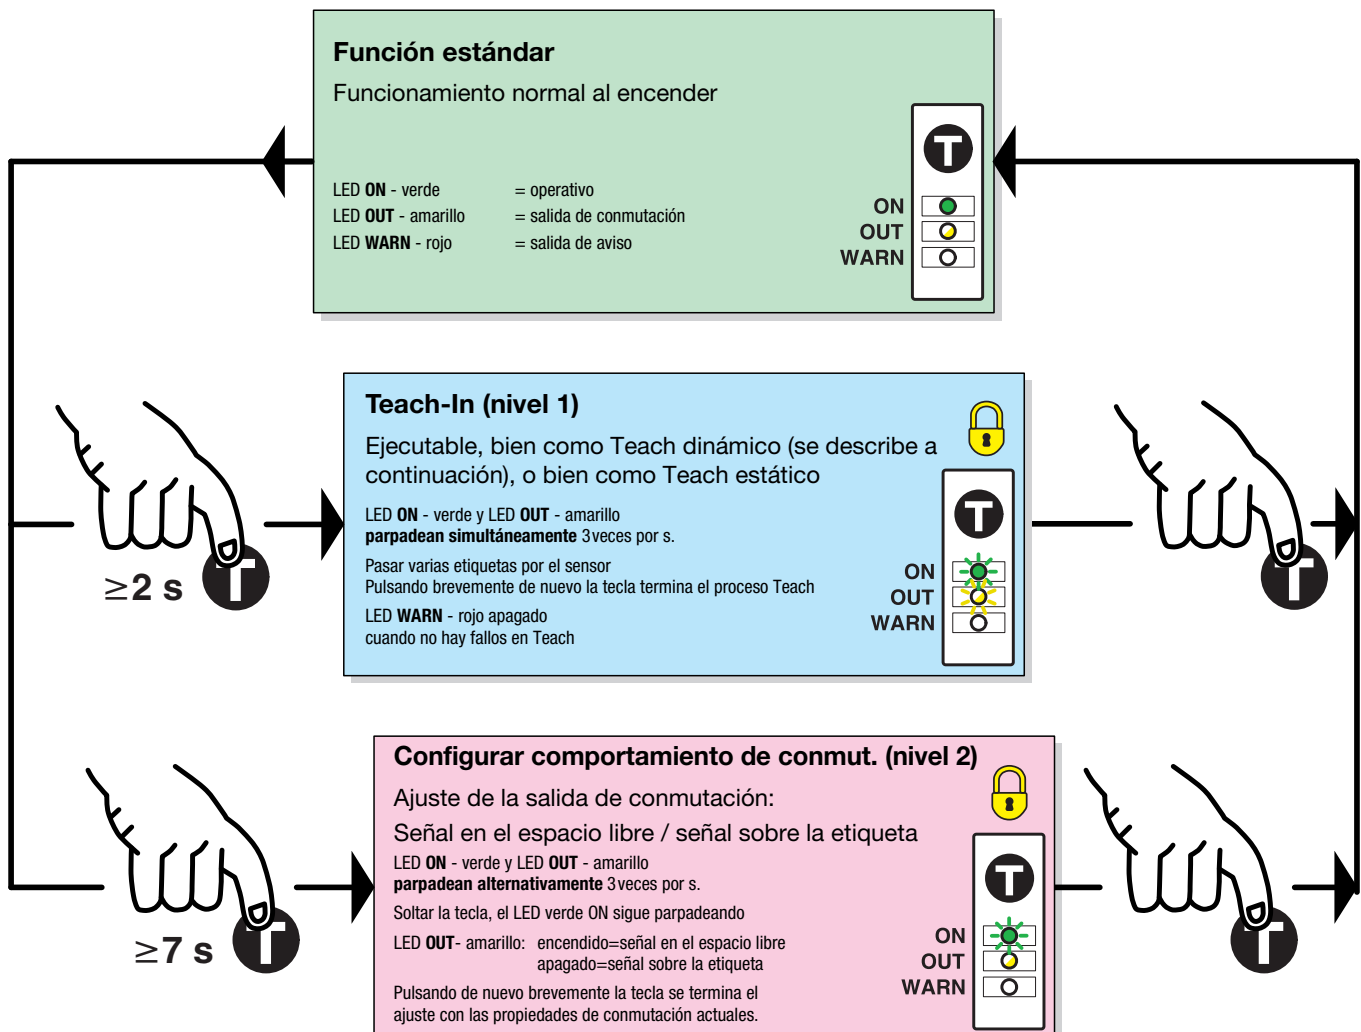 Función estándar
Funcionamiento normal al encender
LED ON - verde = operativo
LED OUT - amarillo = salida de conmutación
LED WARN - rojo = salida de aviso
T
ON
OUT
WARN
Teach-In (nivel 1)
Ejecutable, bien como Teach dinámico (se describe a
continuación), o bien como Teach estático
LED ON - verde y LED OUT - amarillo
parpadean simultáneamente 3 veces por s.
Pasar varias etiquetas por el sensor
Pulsando brevemente de nuevo la tecla termina el proceso Teach
LED WARN - rojo apagado
cuando no hay fallos en Teach
T
ON
OUT
WARN
≥2 s
T
T
Configurar comportamiento de conmut. (nivel 2)
Ajuste de la salida de conmutación:
Señal en el espacio libre / señal sobre la etiqueta
LED ON - verde y LED OUT - amarillo
parpadean alternativamente 3 veces por s.
Soltar la tecla, el LED verde ON sigue parpadeando
LED OUT- amarillo: encendido=señal en el espacio libre
apagado=señal sobre la etiqueta
Pulsando de nuevo brevemente la tecla se termina el
ajuste con las propiedades de conmutación actuales.
T
ON
OUT
WARN
≥7 s
T
T